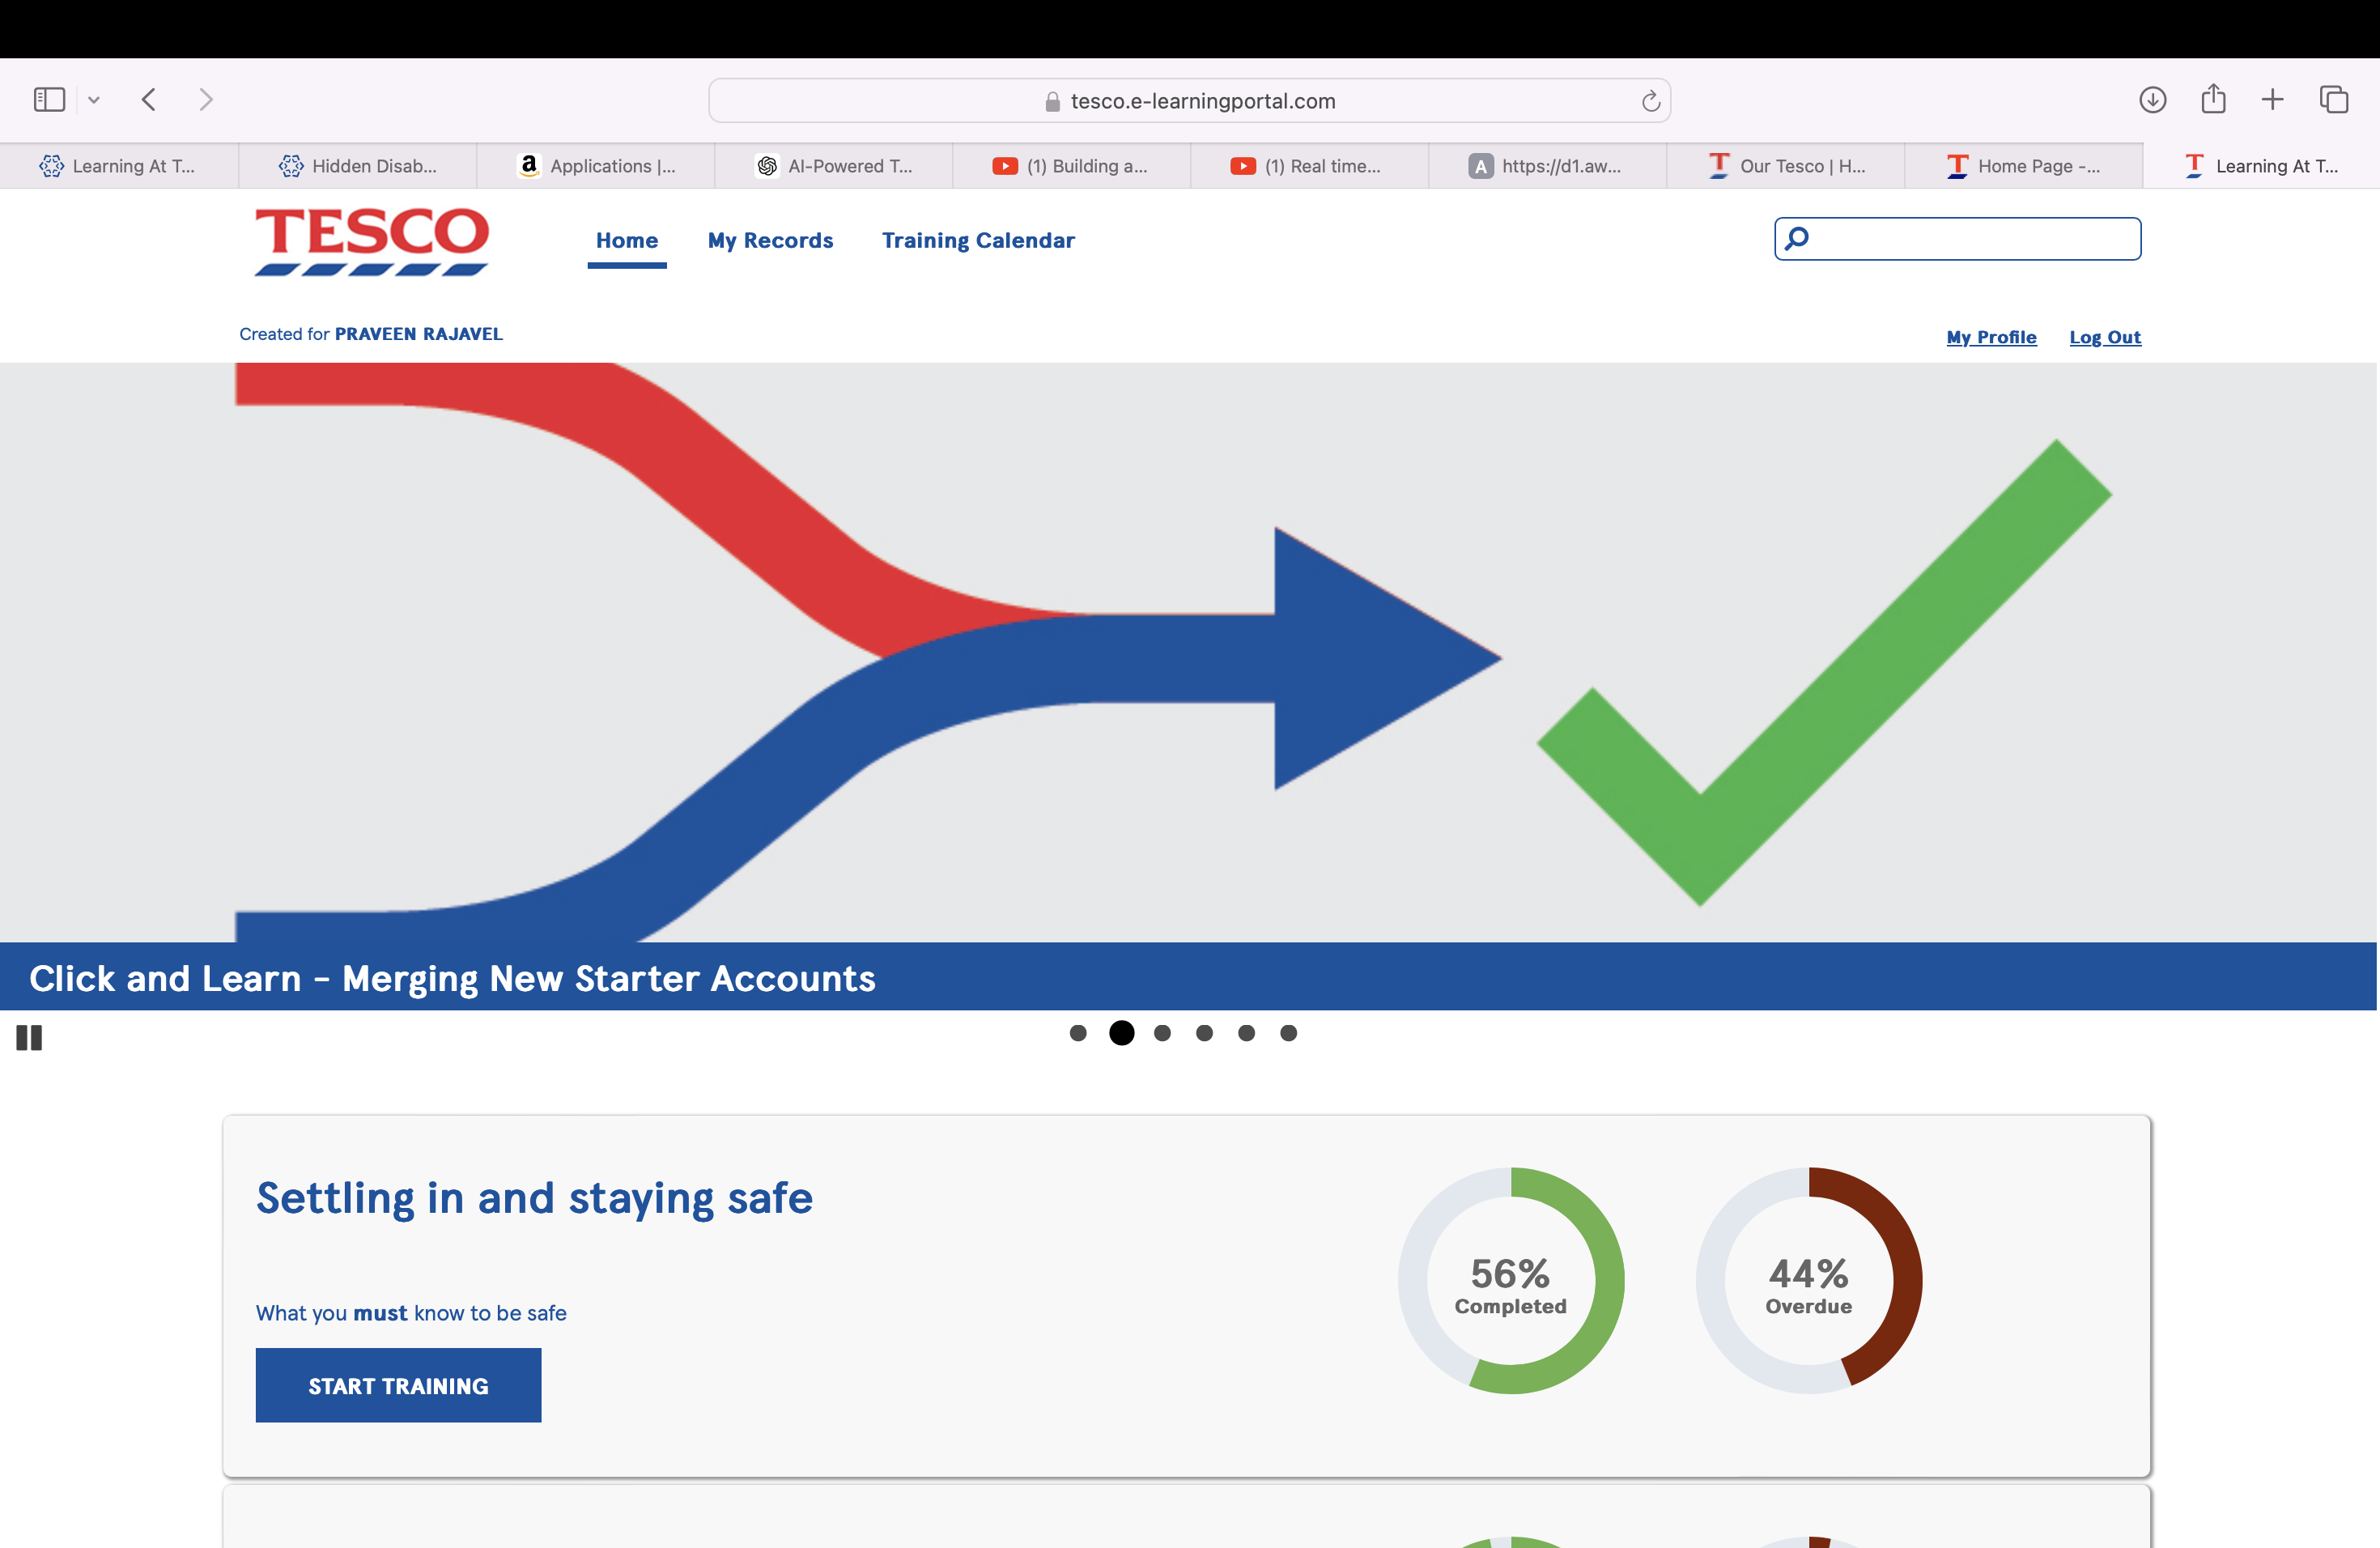 tesco.e-learningportal.com
Learning At T...
Hidden Disab...
a Applications |...
AI-Powered T...
(1) Building a...
(1) Real time...
A https://d1.aw...
T Our Tesco | H...
T Home Page -...
T Learning At T...
TESCO
Home
My Records
Training Calendar
Created for PRAVEEN RAJAVEL
My Profile
Log Out
Click and Learn - Merging New Starter Accounts
Settling in and staying safe
56%
Completed
44%
Overdue
What you must know to be safe
START TRAINING